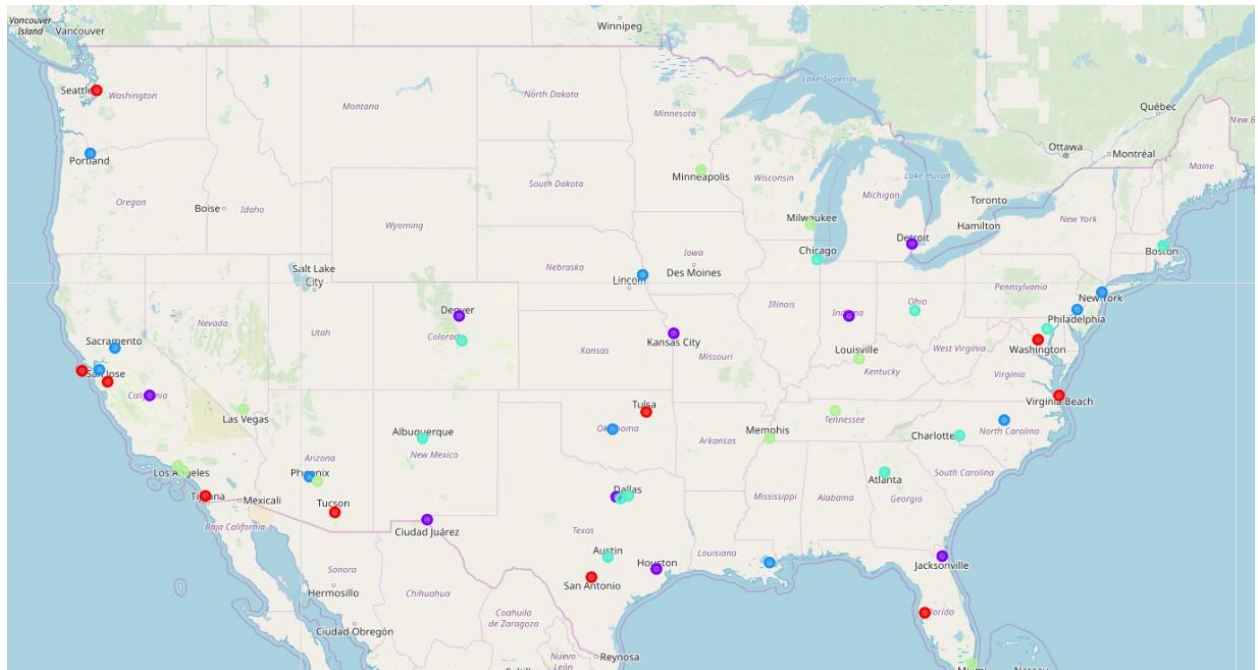 Vancouver
Island
Vancouver
Winnipeg
Seattle
Washington
Montana
North Dakota
Minnesota
Lake Superior
Québec
Ottawa
Montréal
Maine
Portland
Oregon
Boise
Idaho
South Dakota
Minneapolis
Wisconsin
Michigan
Lake Huron
Toronto
Hamilton
New York
Wyoming
Milwaukee
Detroit
Chicago
Boston
Salt Lake
City
Nebraska
Iowa
Des Moines
Lincoln
Pennsylvania
New York
Philadelphia
Nevada
Utah
Denver
Colorado
Illinois
Indiana
Ohio
Sacramento
San Jose
Kansas
Kansas City
Missouri
Louisville
Kentucky
West Virginia
Washington
Virginia
Virginia Beach
California
Las Vegas
Tulsa
Oklahoma
Arkansas
Memphis
Tennessee
Charlotte
North Carolina
Albuquerque
New Mexico
Arizona
Los Angeles
Phoenix
Atlanta
South Carolina
Georgia
Alabama
Mississippi
Dallas
Tijuana
Mexicali
Tucson
Baja California
Ciudad Juárez
Texas
Austin
Houston
Louisiana
Jacksonville
San Antonio
Sonora
Hermosillo
Chihuahua
Coahuila
de Zaragoza
Florida
Ciudad Obregón
Reynosa
Nuevo
León
Miami
Nassau